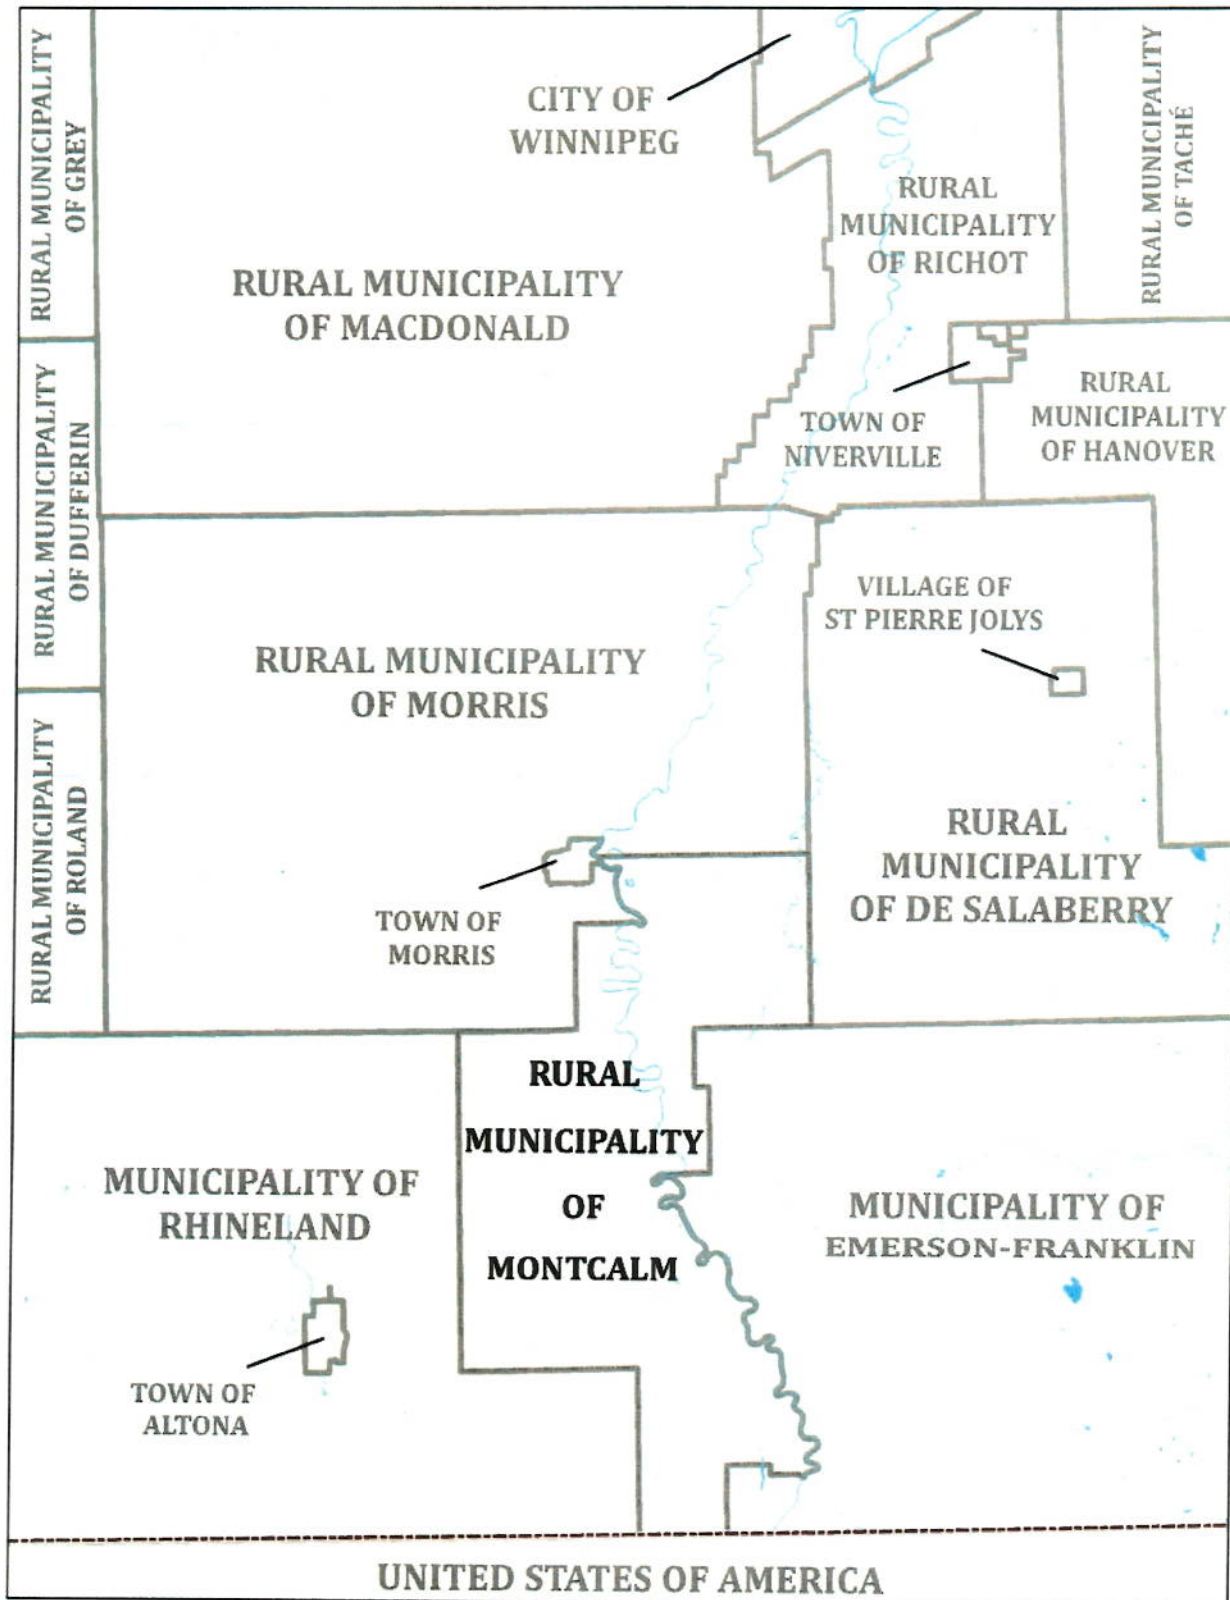 RURAL MUNICIPALITY
OF GREY
CITY OF
WINNIPEG
RURAL MUNICIPALITY
OF TACHÉ
RURAL
MUNICIPALITY
OF RICHOT
RURAL MUNICIPALITY
OF MACDONALD
RURAL MUNICIPALITY
OF DUFFERIN
TOWN OF
NIVERVILLE
RURAL
MUNICIPALITY
OF HANOVER
VILLAGE OF
ST PIERRE JOLYS
RURAL MUNICIPALITY
OF MORRIS
RURAL MUNICIPALITY
OF ROLAND
RURAL
MUNICIPALITY
OF DE SALABERRY
TOWN OF
MORRIS
RURAL
MUNICIPALITY
OF
MONTCALM
MUNICIPALITY OF
RHINELAND
MUNICIPALITY OF
EMERSON-FRANKLIN
TOWN OF
ALTONA
UNITED STATES OF AMERICA